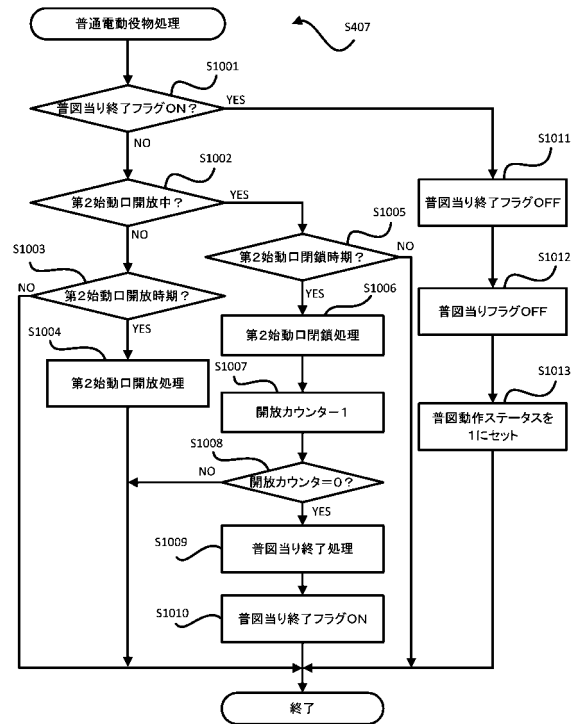 普通電動役物処理
S407
S1001
普図当り終了フラグON?
YES
NO
S1002
第2始動口開放中?
YES
NO
S1003
NO
第2始動口開放時期?
YES
S1004
第2始動口開放処理
S1005
第2始動口閉鎖時期?
NO
YES
S1006
第2始動口閉鎖処理
S1007
開放カウンター1
S1008
開放カウンタ=0?
NO
YES
S1009
普図当り終了処理
S1010
普図当り終了フラグON
S1011
普図当り終了フラグOFF
S1012
普図当りフラグOFF
S1013
普図動作ステータスを
1にセット
終了